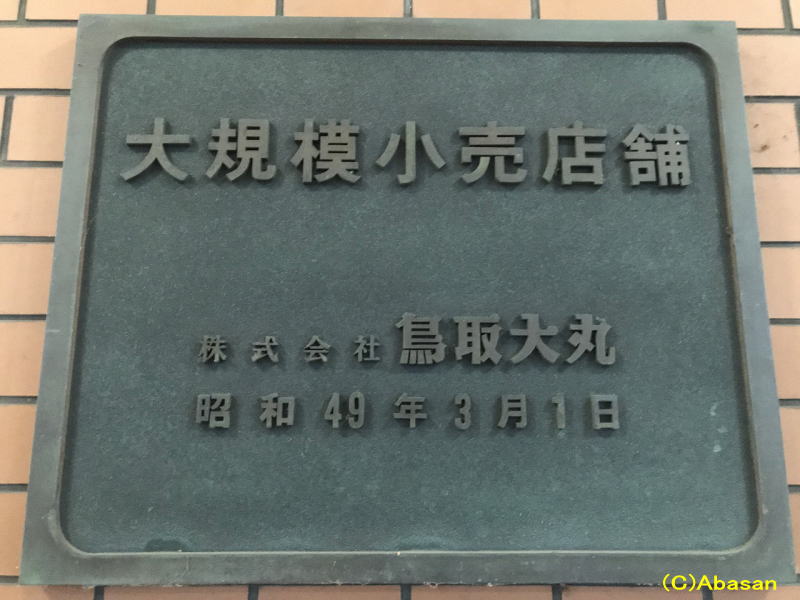 大規模小売店舗
株式会社鳥取大丸
昭和49年3月1日
(C)Abasan